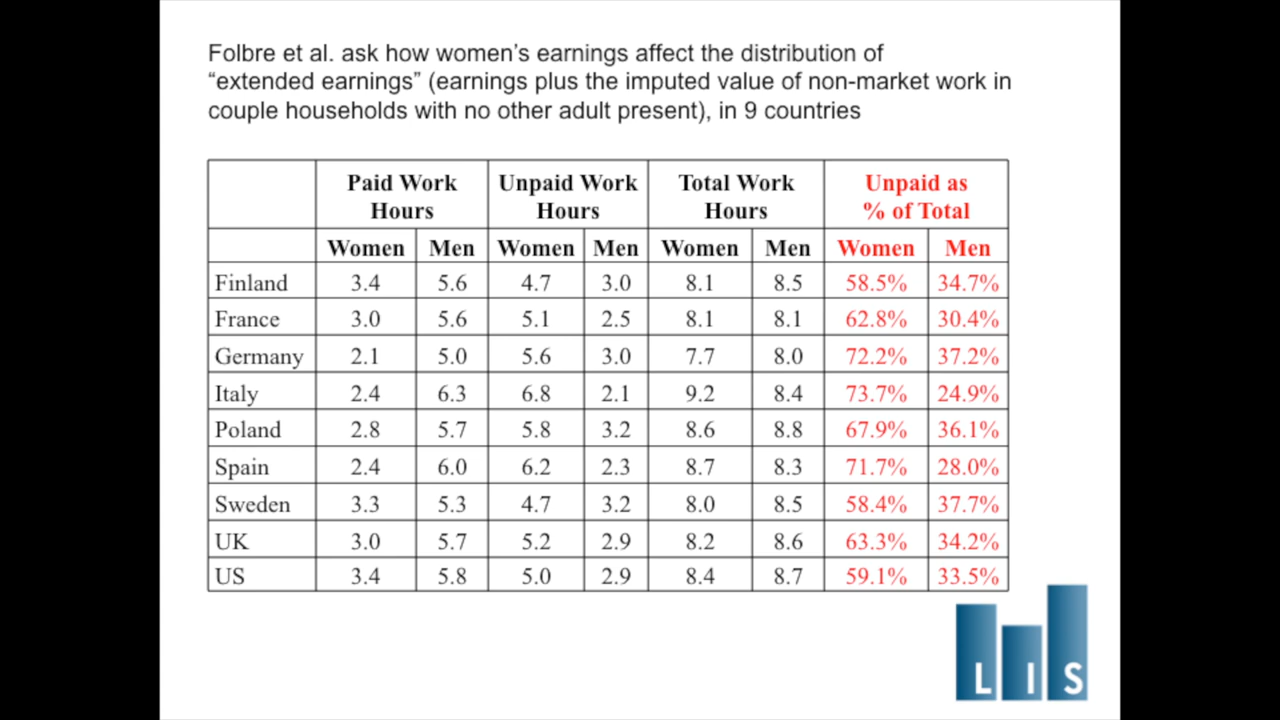 Folbre et al. ask how women’s earnings affect the distribution of
“extended earnings” (earnings plus the imputed value of non-market work in
couple households with no other adult present), in 9 countries
Paid Work Hours Unpaid Work Hours Total Work Hours Unpaid as % of Total
Women Men Women Men Women Men Women Men
Finland 3.4 5.6 4.7 3.0 8.1 8.5 58.5% 34.7%
France 3.0 5.6 5.1 2.5 8.1 8.1 62.8% 30.4%
Germany 2.1 5.0 5.6 3.0 7.7 8.0 72.2% 37.2%
Italy 2.4 6.3 6.8 2.1 9.2 8.4 73.7% 24.9%
Poland 2.8 5.7 5.8 3.2 8.6 8.8 67.9% 36.1%
Spain 2.4 6.0 6.2 2.3 8.7 8.3 71.7% 28.0%
Sweden 3.3 5.3 4.7 3.2 8.0 8.5 58.4% 37.7%
UK 3.0 5.7 5.2 2.9 8.2 8.6 63.3% 34.2%
US 3.4 5.8 5.0 2.9 8.4 8.7 59.1% 33.5%
LIS